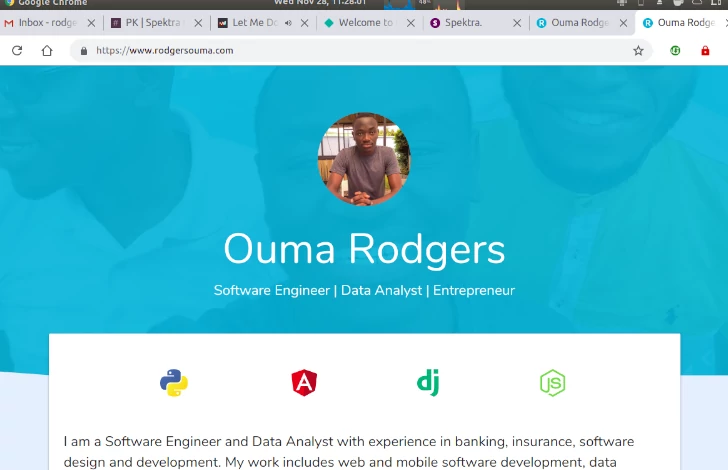 Google Chrome
Wed Nov 28, 11:28:01
Inbox - rodge
PK | Spektra
Let Me Do
Welcome to
Spektra.
Ouma Rodge
Ouma Rodge
https://www.rodgersouma.com
Ouma Rodgers
Software Engineer | Data Analyst | Entrepreneur
dj
JS
I am a Software Engineer and Data Analyst with experience in banking, insurance, software
design and development. My work includes web and mobile software development, data